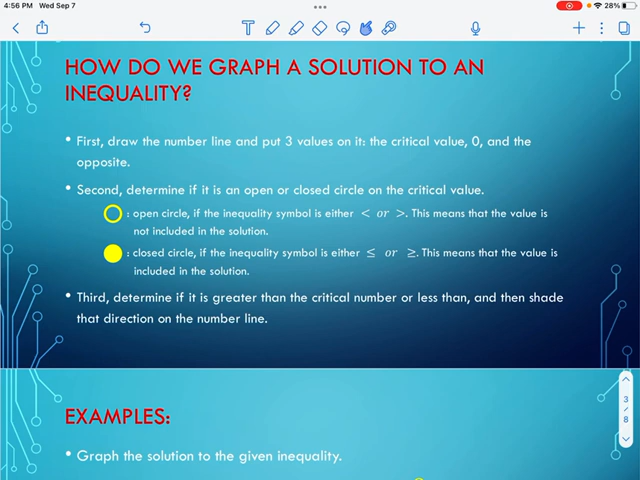 4:56 PM Wed Sep 7
28%
T
HOW DO WE GRAPH A SOLUTION TO AN
INEQUALITY?
• First, draw the number line and put 3 values on it: the critical value, 0, and the
opposite.
• Second, determine if it is an open or closed circle on the critical value.
: open circle, if the inequality symbol is either < or >. This means that the value is
not included in the solution.
: closed circle, if the inequality symbol is either ≤ or ≥. This means that the value is
included in the solution.
• Third, determine if it is greater than the critical number or less than, and then shade
that direction on the number line.
3
/
8
EXAMPLES:
• Graph the solution to the given inequality.